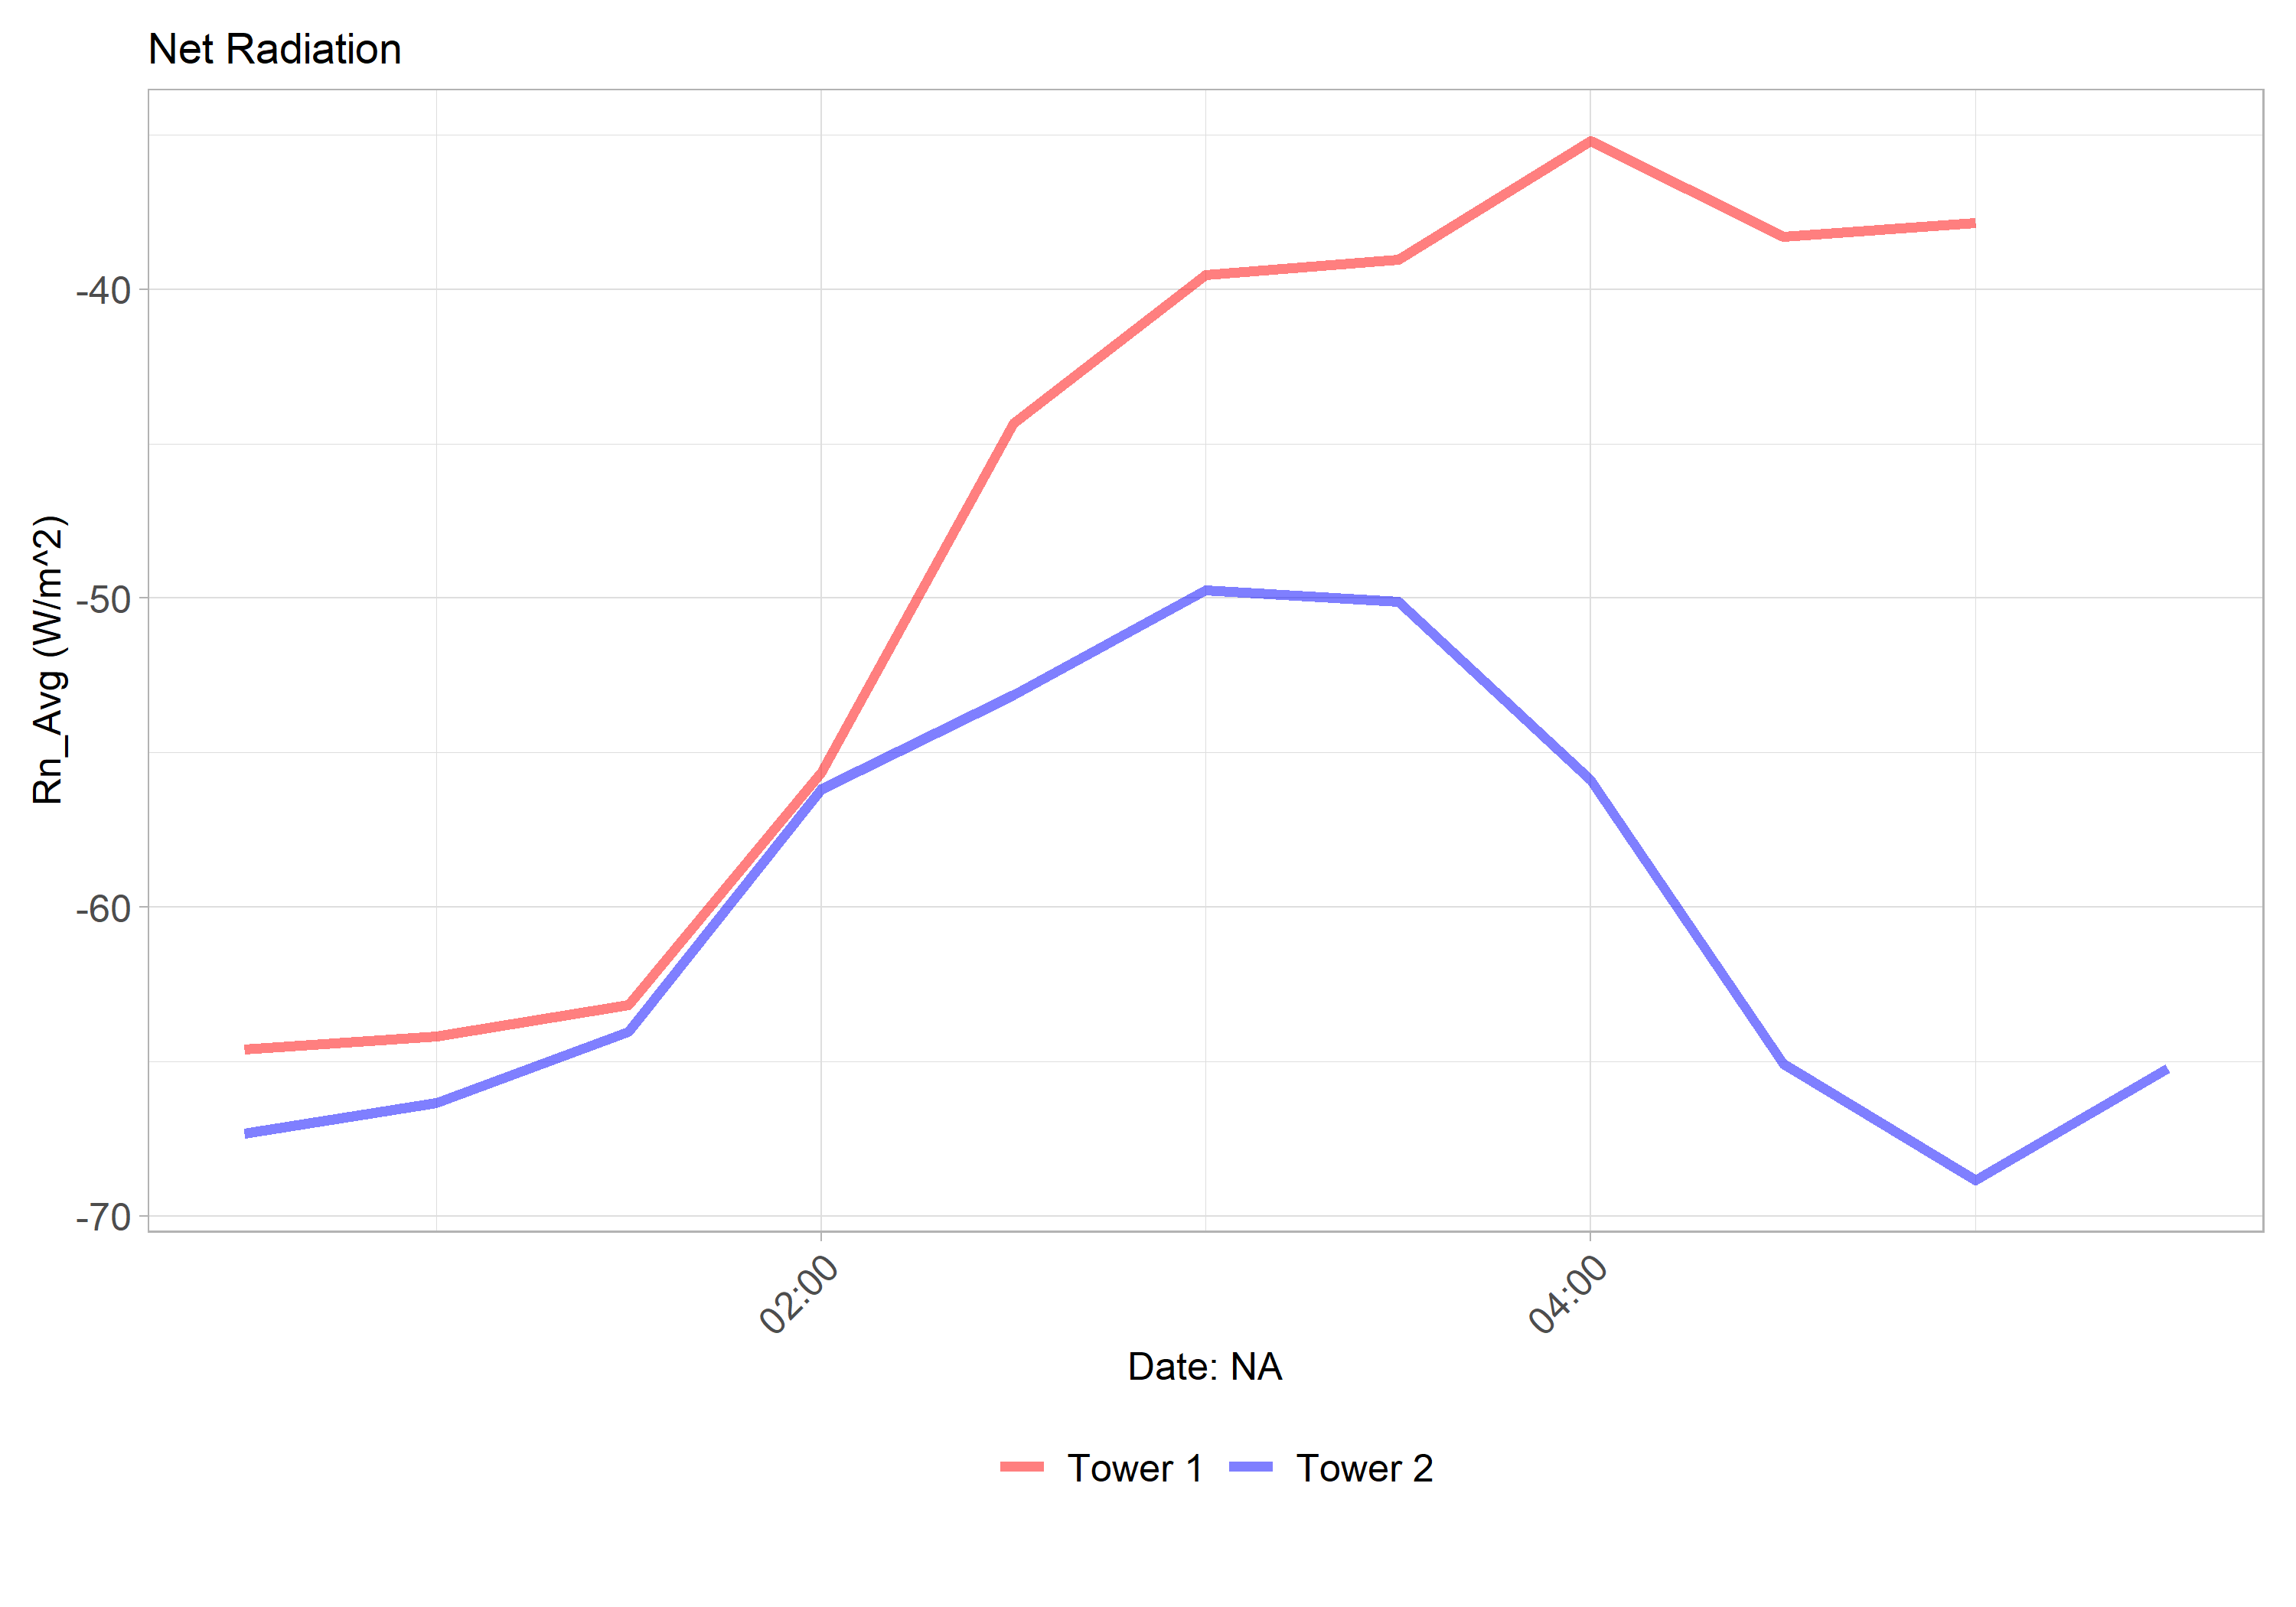 Net Radiation
Rn_Avg (W/m^2)
-40
-50
-60
-70
02:00
04:00
Date: NA
Tower 1
Tower 2